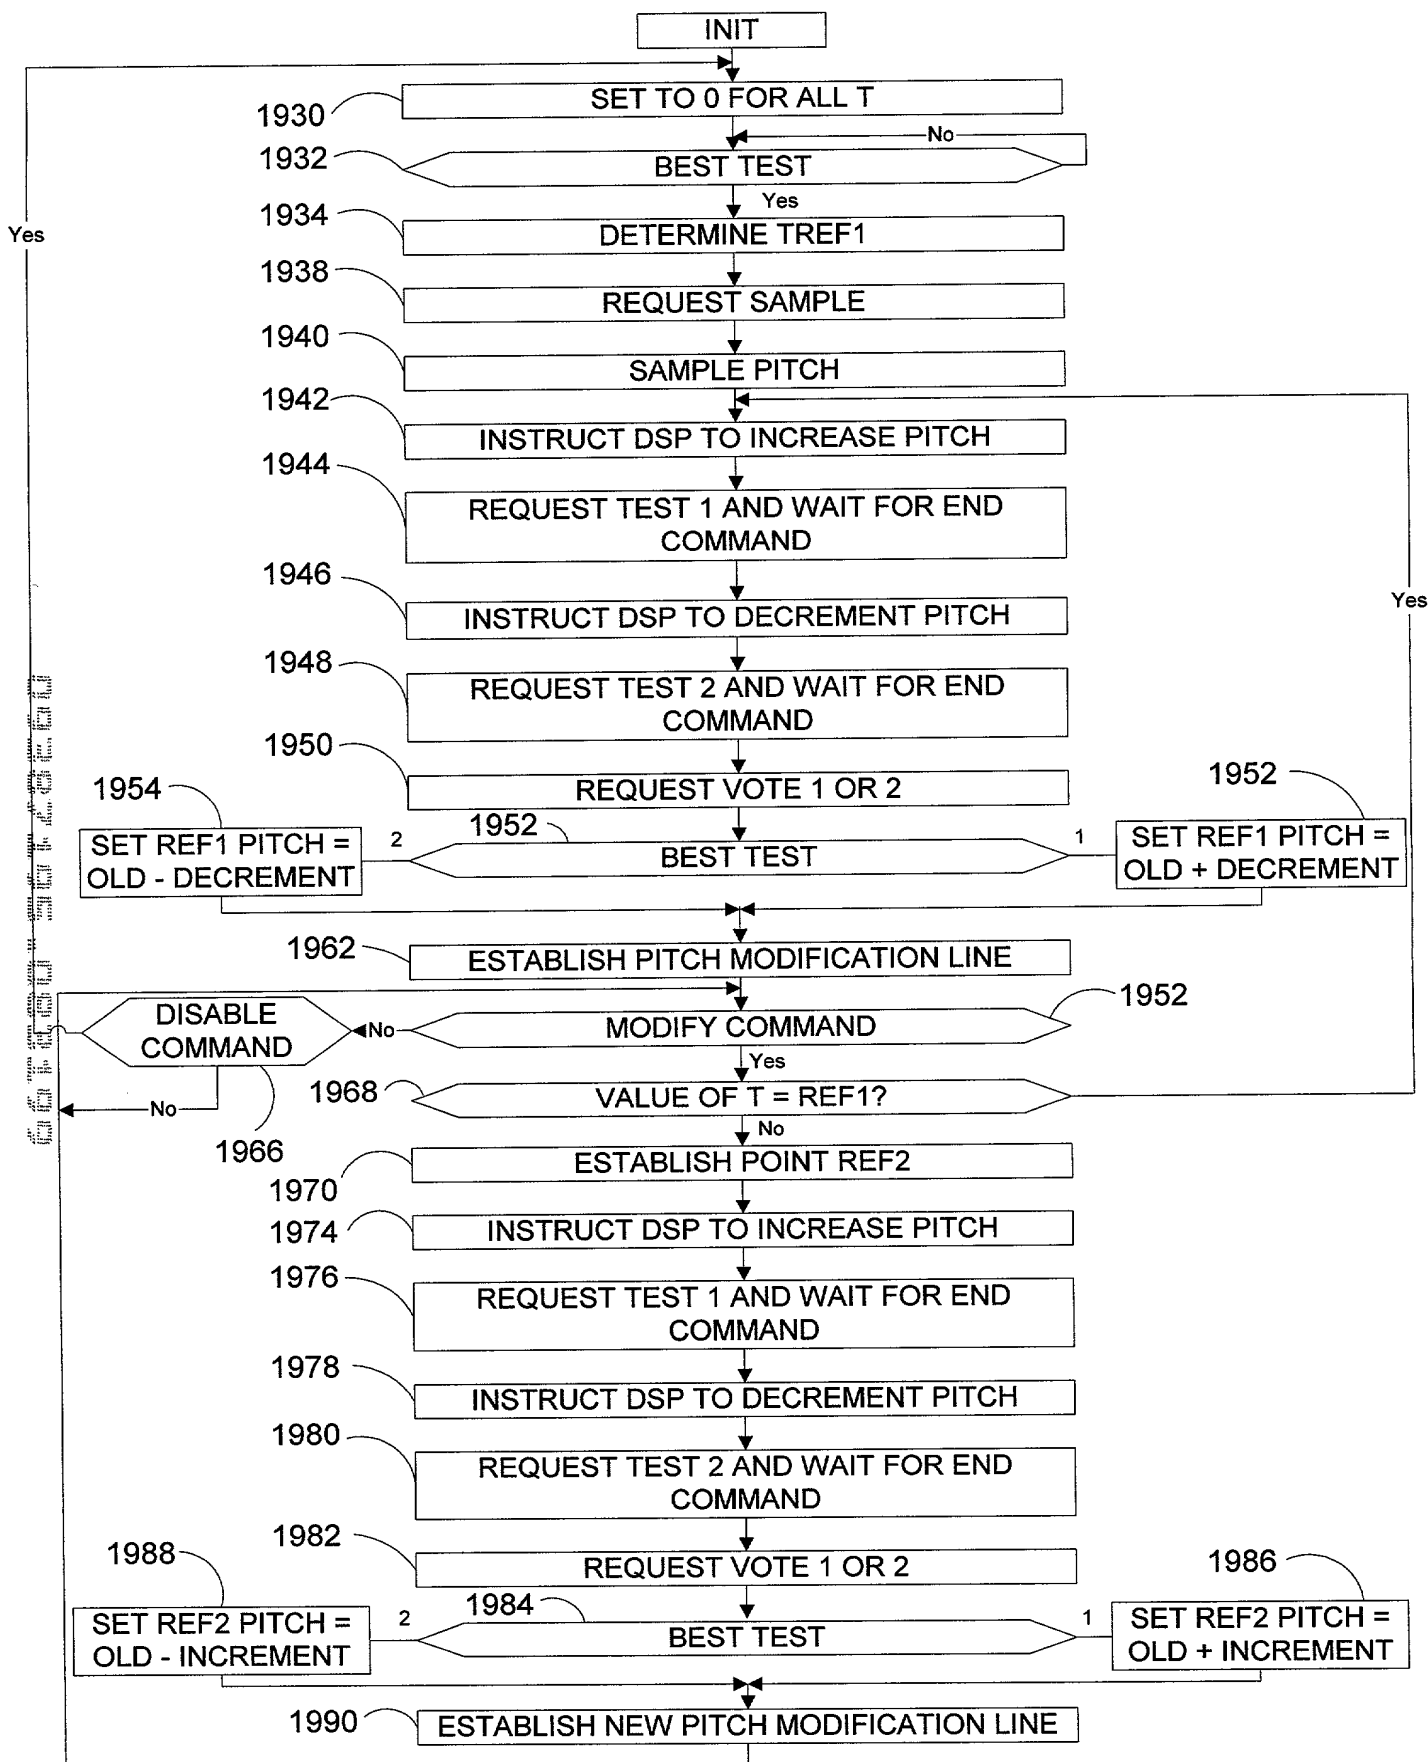 INIT
SET TO 0 FOR ALL T
1930
No
1932
BEST TEST
Yes
1934
Yes
DETERMINE TREF1
1938
REQUEST SAMPLE
1940
SAMPLE PITCH
1942
INSTRUCT DSP TO INCREASE PITCH
1944
REQUEST TEST 1 AND WAIT FOR END
COMMAND
1946
INSTRUCT DSP TO DECREMENT PITCH
Yes
1948
REQUEST TEST 2 AND WAIT FOR END
COMMAND
1950
REQUEST VOTE 1 OR 2
1954
1952
1952
SET REF1 PITCH =
OLD - DECREMENT
2
BEST TEST
1
SET REF1 PITCH =
OLD + DECREMENT
1962
ESTABLISH PITCH MODIFICATION LINE
1952
DISABLE
COMMAND
No
MODIFY COMMAND
Yes
1968
VALUE OF T = REF1?
No
No
1966
ESTABLISH POINT REF2
1970
1974
INSTRUCT DSP TO INCREASE PITCH
1976
REQUEST TEST 1 AND WAIT FOR END
COMMAND
1978
INSTRUCT DSP TO DECREMENT PITCH
1980
REQUEST TEST 2 AND WAIT FOR END
COMMAND
1982
REQUEST VOTE 1 OR 2
1988
1984
1986
SET REF2 PITCH =
OLD - INCREMENT
2
BEST TEST
1
SET REF2 PITCH =
OLD + INCREMENT
1990
ESTABLISH NEW PITCH MODIFICATION LINE